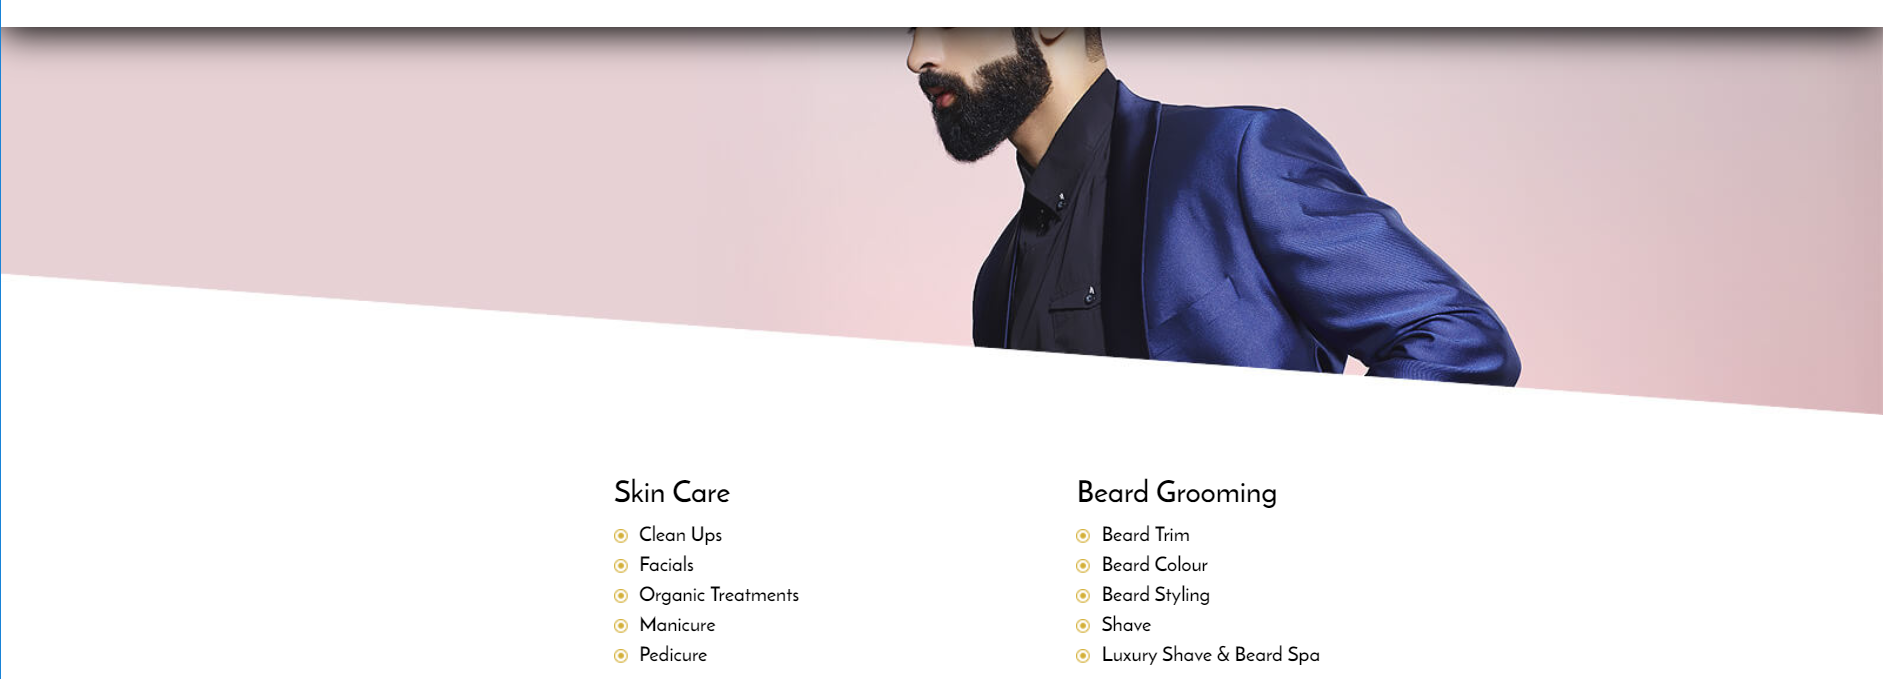 Skin Care
Clean Ups
Facials
Organic Treatments
Manicure
Pedicure
Beard Grooming
Beard Trim
Beard Colour
Beard Styling
Shave
Luxury Shave & Beard Spa